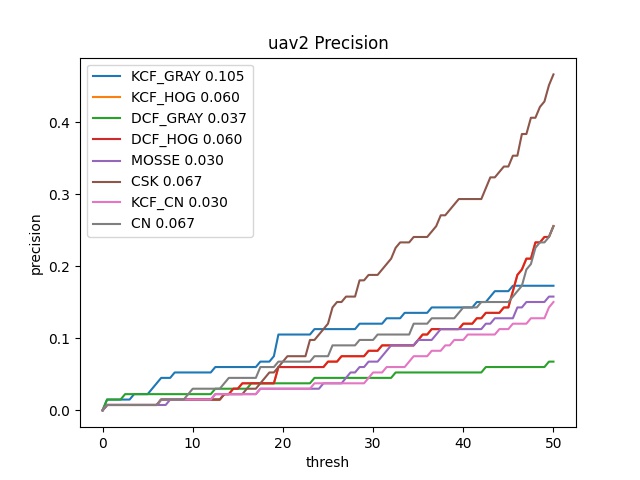 uav2 Precision
KCF_GRAY 0.105
KCF_HOG 0.060
DCF_GRAY 0.037
DCF_HOG 0.060
MOSSE 0.030
CSK 0.067
KCF_CN 0.030
CN 0.067
precision
0.4
0.3
0.2
0.1
0.0
0 10 20 30 40 50
thresh